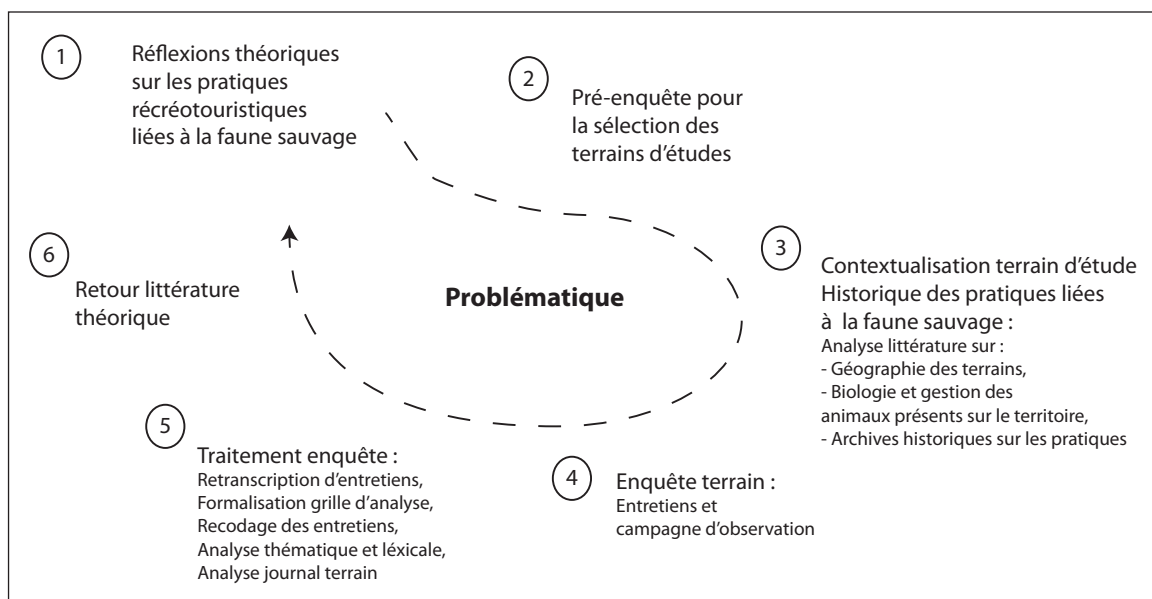 1
Réflexions théoriques
sur les pratiques
récréotouristiques
liées à la faune sauvage
2
Pré-enquête pour
la sélection des
terrains d'études
3
Contextualisation terrain d'étude
Historique des pratiques liées
à la faune sauvage :
Analyse littérature sur :
- Géographie des terrains,
- Biologie et gestion des
animaux présents sur le territoire,
- Archives historiques sur les pratiques
4
Enquête terrain :
Entretiens et
campagne d'observation
5
Traitement enquête :
Retranscription d'entretiens,
Formalisation grille d'analyse,
Recodage des entretiens,
Analyse thématique et léxicale,
Analyse journal terrain
6
Retour littérature
théorique
Problématique